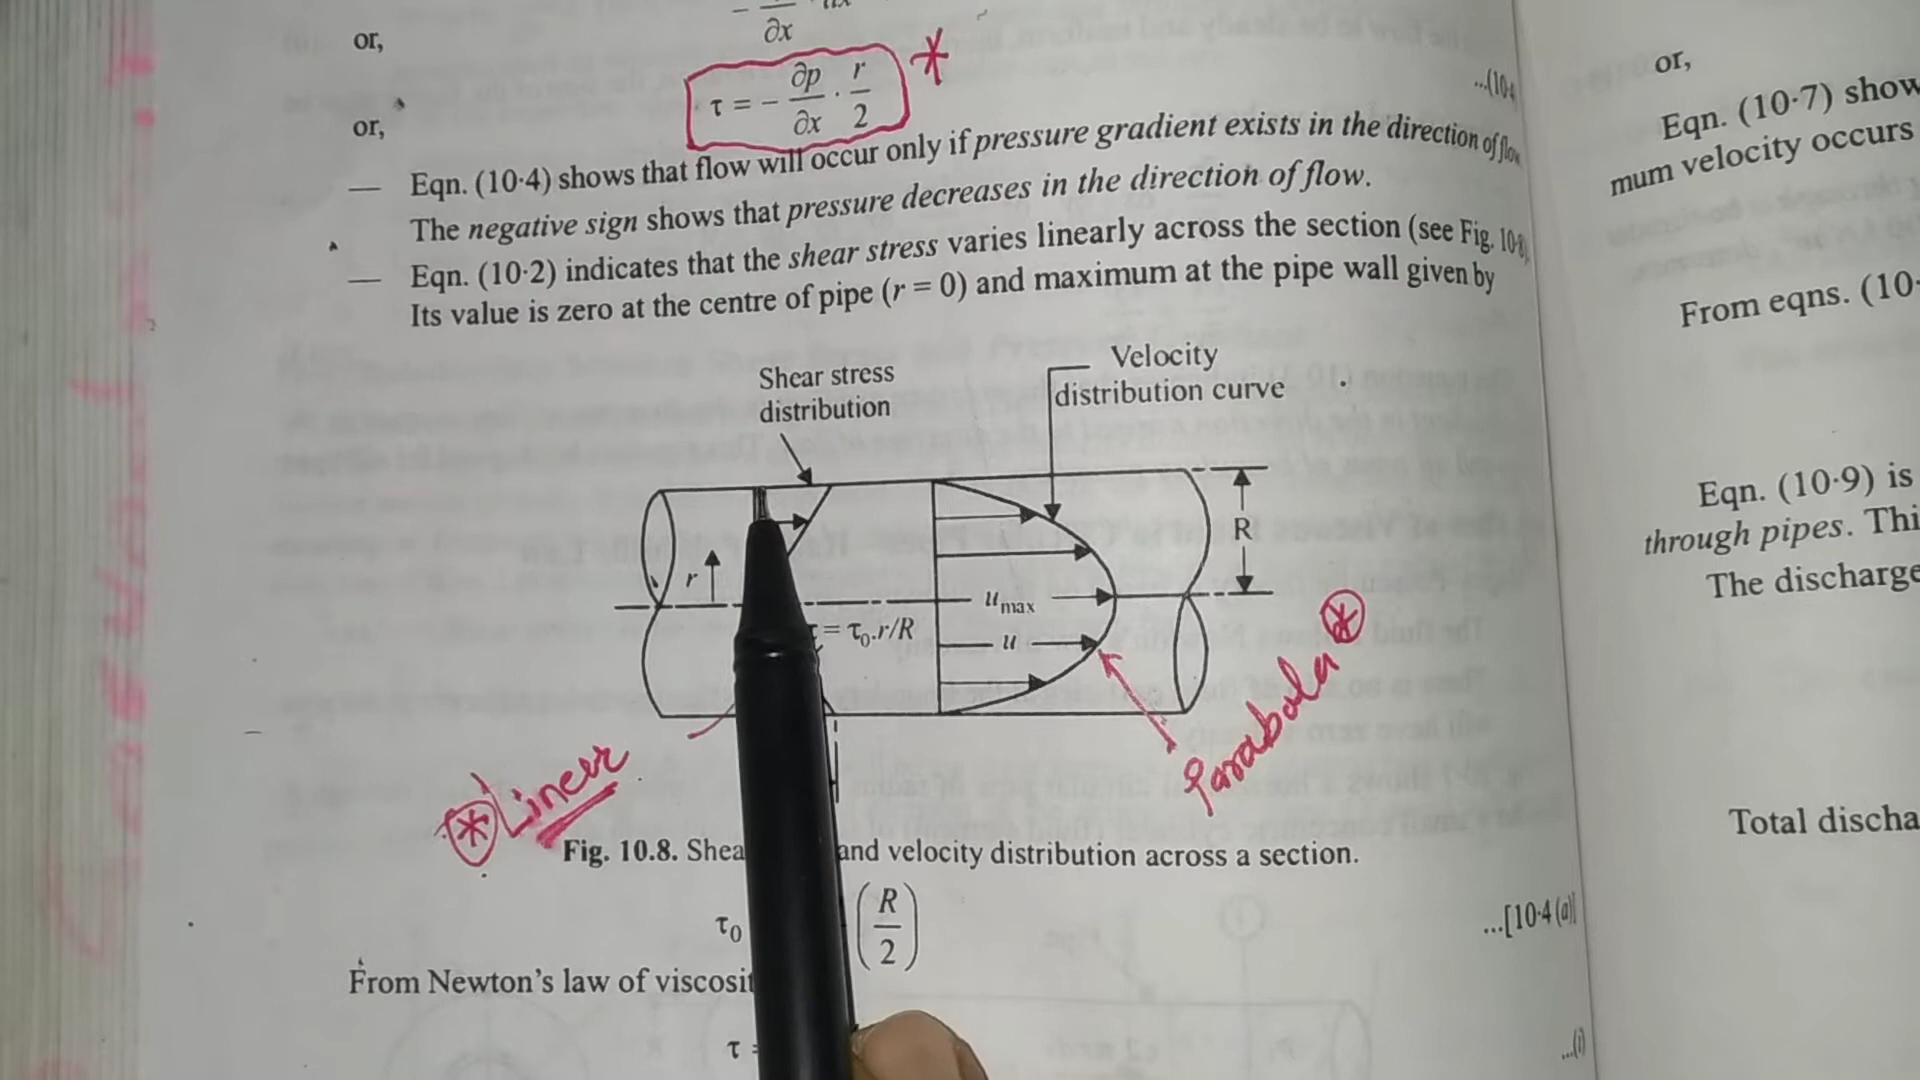 or,
∂x
or,
τ = − ∂p/∂x · r/2 *
...(10·4
— Eqn. (10·4) shows that flow will occur only if pressure gradient exists in the direction of flow
The negative sign shows that pressure decreases in the direction of flow.
— Eqn. (10·2) indicates that the shear stress varies linearly across the section (see Fig. 10·8).
Its value is zero at the centre of pipe (r = 0) and maximum at the pipe wall given by
Shear stress
distribution
Velocity
distribution curve
R
r
u max
= τ0.r/R
u
* Linear
Parabola *
Fig. 10.8. Shea and velocity distribution across a section.
τ0 (R/2)
...[10·4 (a)]
From Newton's law of viscosit
τ =
...(i)
or,
Eqn. (10·7) show
mum velocity occurs
From eqns. (10·
Eqn. (10·9) is
through pipes. Thi
The discharge
Total discha